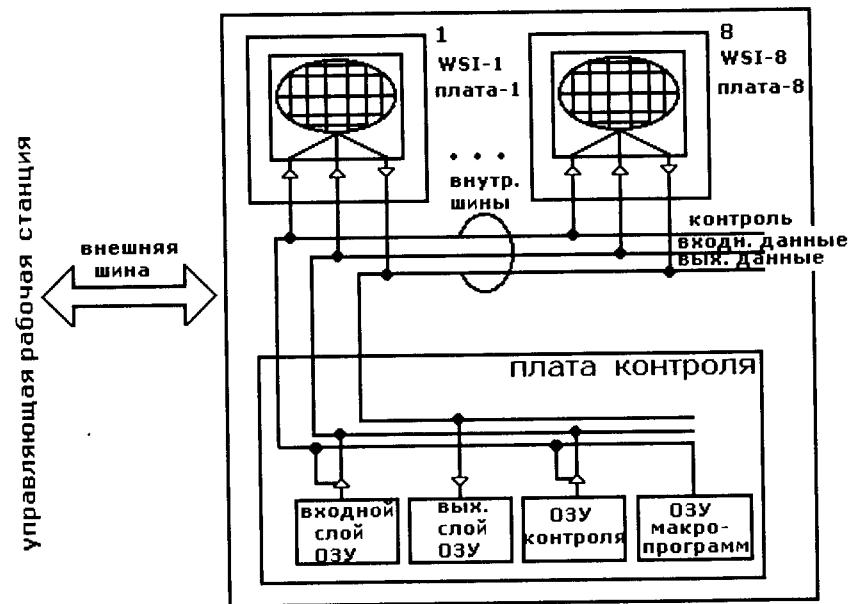 управляющая рабочая станция
внешняя
шина
1
WSI-1
плата-1
• • •
внутр.
шины
8
WSI-8
плата-8
контроль
входн. данные
вых. данные
плата контроля
входной
слой
ОЗУ
вых.
слой
ОЗУ
ОЗУ
контроля
ОЗУ
макро-
программ